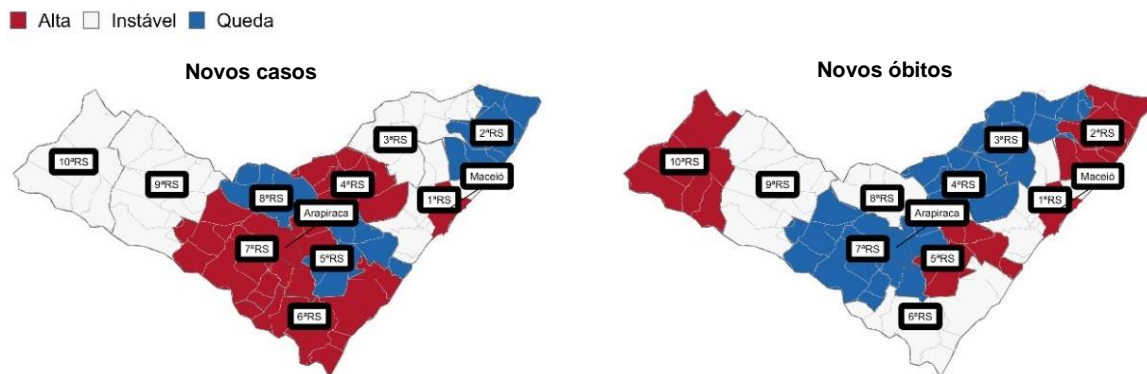 Alta Instável Queda
Novos casos
10ªRS
9ªRS
8ªRS
7ªRS
Arapiraca
4ªRS
3ªRS
2ªRS
Maceió
1ªRS
5ªRS
6ªRS
Novos óbitos
10ªRS
9ªRS
8ªRS
7ªRS
Arapiraca
4ªRS
3ªRS
2ªRS
Maceió
1ªRS
5ªRS
6ªRS